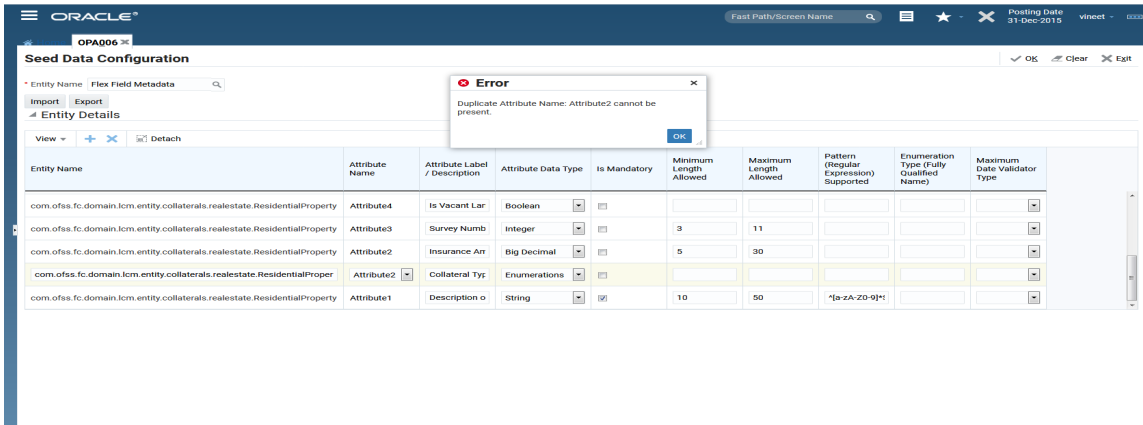 ORACLE®
Fast Path/Screen Name
Posting Date
31-Dec-2015
vineet
OPA006
Seed Data Configuration
OK Clear Exit
* Entity Name Flex Field Metadata
Import Export
Entity Details
Error
Duplicate Attribute Name: Attribute2 cannot be
present.
OK
View Detach
Entity Name
Attribute
Name
Attribute Label
/ Description
Attribute Data Type
Is Mandatory
Minimum
Length
Allowed
Maximum
Length
Allowed
Pattern
(Regular
Expression)
Supported
Enumeration
Type (Fully
Qualified
Name)
Maximum
Date Validator
Type
com.ofss.fc.domain.lcm.entity.collaterals.realestate.ResidentialProperty Attribute4 Is Vacant Lar Boolean
com.ofss.fc.domain.lcm.entity.collaterals.realestate.ResidentialProperty Attribute3 Survey Numb Integer 3 11
com.ofss.fc.domain.lcm.entity.collaterals.realestate.ResidentialProperty Attribute2 Insurance Am Big Decimal 5 30
com.ofss.fc.domain.lcm.entity.collaterals.realestate.ResidentialProper Attribute2 Collateral Typ Enumerations
com.ofss.fc.domain.lcm.entity.collaterals.realestate.ResidentialProperty Attribute1 Description o String 10 50 ^[a-zA-Z0-9]*$